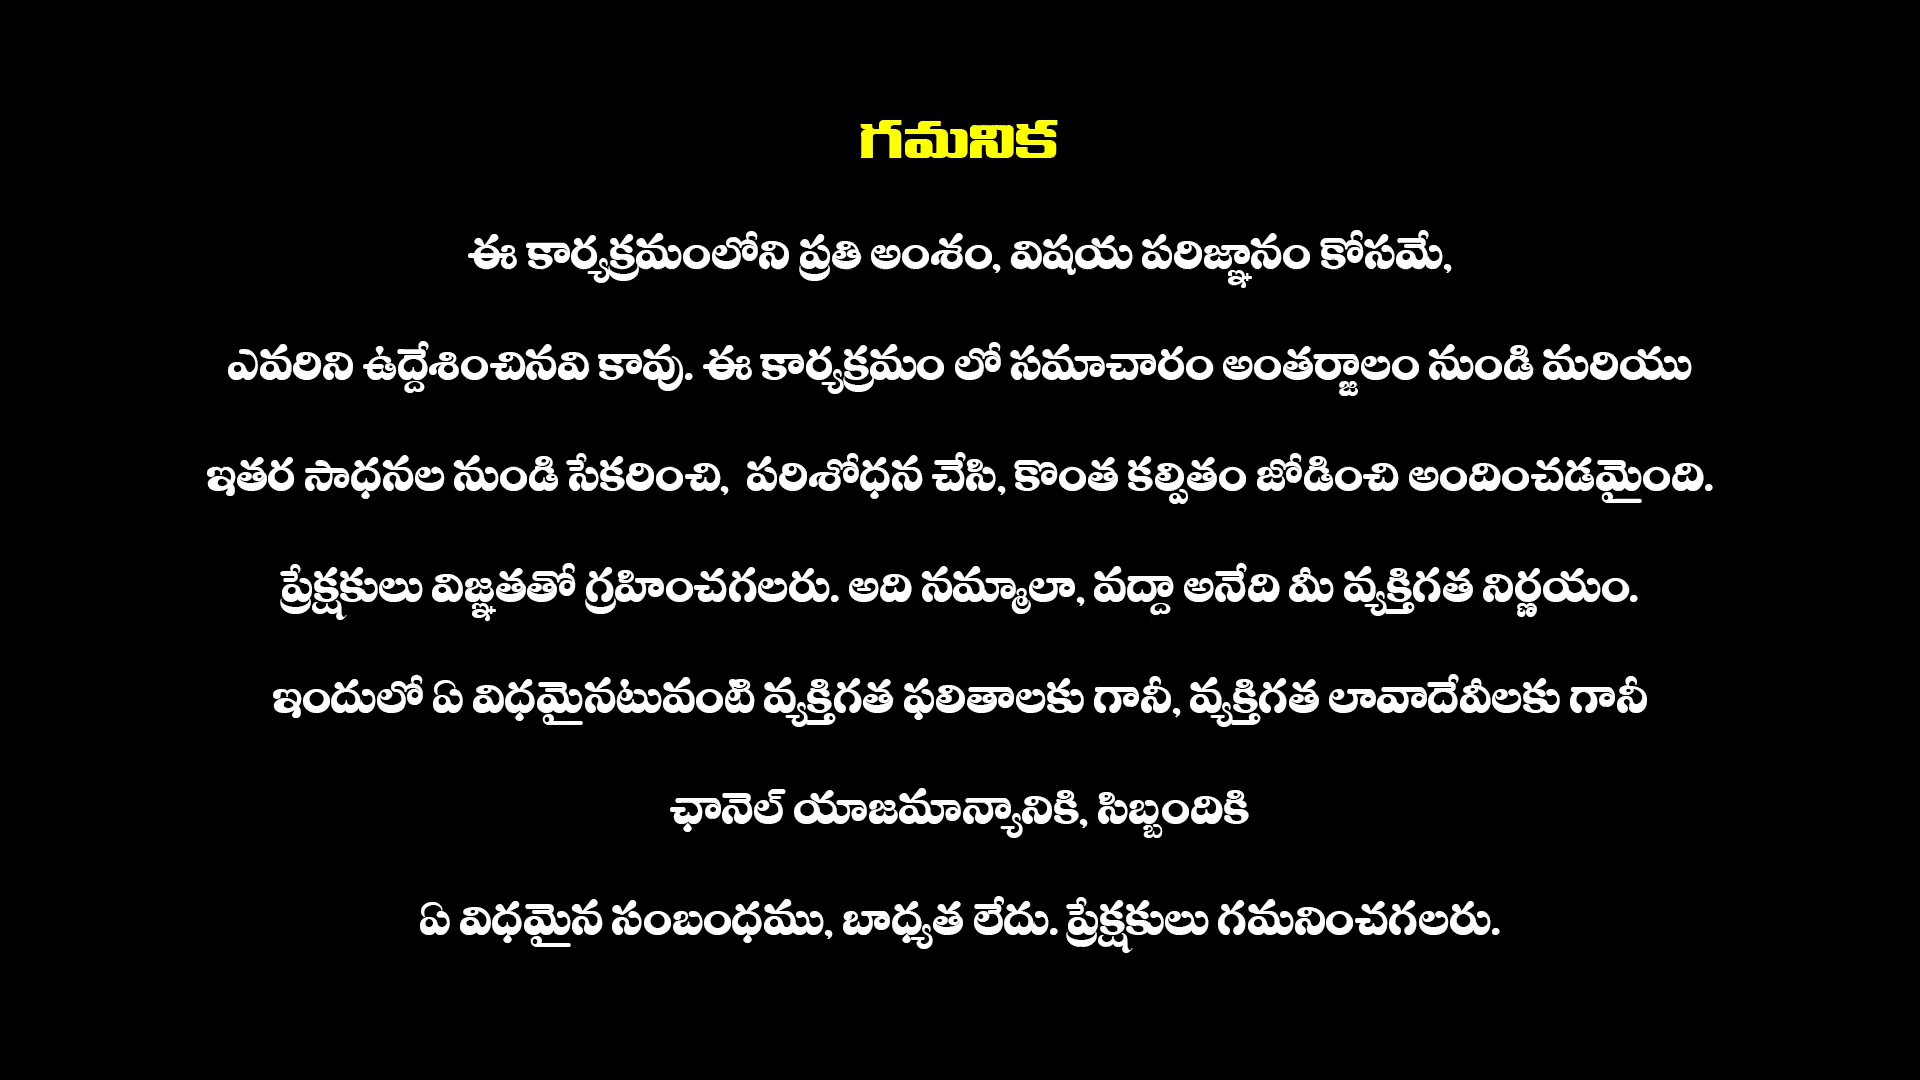 గమనిక
ఈ కార్యక్రమంలోని ప్రతి అంశం, విషయ పరిజ్ఞానం కోసమే,
ఎవరిని ఉద్దేశించినవి కావు. ఈ కార్యక్రమం లో సమాచారం అంతర్జాలం నుండి మరియు
ఇతర సాధనల నుండి సేకరించి, పరిశోధన చేసి, కొంత కల్పితం జోడించి అందించడమైంది.
ప్రేక్షకులు విజ్ఞతతో గ్రహించగలరు. అది నమ్మాలా, వద్దా అనేది మీ వ్యక్తిగత నిర్ణయం.
ఇందులో ఏ విధమైనటువంటి వ్యక్తిగత ఫలితాలకు గానీ, వ్యక్తిగత లావాదేవీలకు గానీ
ఛానెల్ యాజమాన్యానికి, సిబ్బందికి
ఏ విధమైన సంబంధము, బాధ్యత లేదు. ప్రేక్షకులు గమనించగలరు.